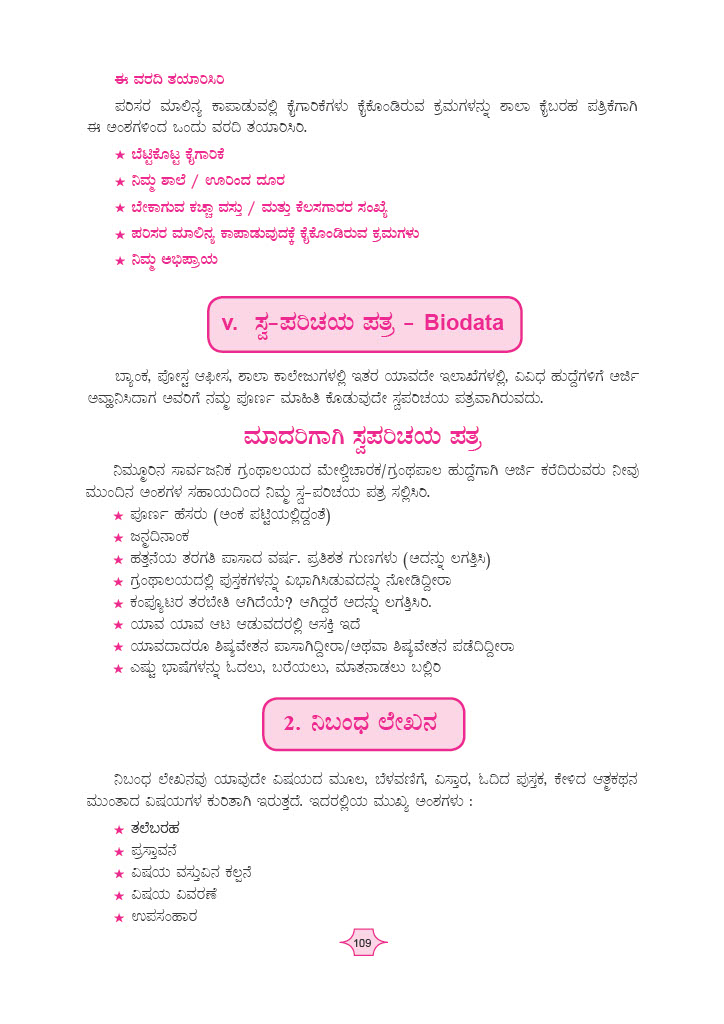 ಈ ವರದಿ ತಯಾರಿಸಿರಿ
ಪರಿಸರ ಮಾಲಿನ್ಯ ಕಾಪಾಡುವಲ್ಲಿ ಕೈಗಾರಿಕೆಗಳು ಕೈಕೊಂಡಿರುವ ಕ್ರಮಗಳನ್ನು ಶಾಲಾ ಕೈಬರಹ ಪತ್ರಿಕೆಗಾಗಿ
ಈ ಅಂಶಗಳಿಂದ ಒಂದು ವರದಿ ತಯಾರಿಸಿರಿ.
★ ಬೆಟ್ಟಿಕೊಟ್ಟ ಕೈಗಾರಿಕೆ
★ ನಿಮ್ಮ ಶಾಲೆ / ಊರಿಂದ ದೂರ
★ ಬೇಕಾಗುವ ಕಚ್ಚಾ ವಸ್ತು / ಮತ್ತು ಕೆಲಸಗಾರರ ಸಂಖ್ಯೆ
★ ಪರಿಸರ ಮಾಲಿನ್ಯ ಕಾಪಾಡುವುದಕ್ಕೆ ಕೈಕೊಂಡಿರುವ ಕ್ರಮಗಳು
★ ನಿಮ್ಮ ಅಭಿಪ್ರಾಯ
v. ಸ್ವ-ಪರಿಚಯ ಪತ್ರ - Biodata
ಬ್ಯಾಂಕ, ಪೋಸ್ಟ ಆಫೀಸ, ಶಾಲಾ ಕಾಲೇಜುಗಳಲ್ಲಿ ಇತರ ಯಾವದೇ ಇಲಾಖೆಗಳಲ್ಲಿ, ವಿವಿಧ ಹುದ್ದೆಗಳಿಗೆ ಅರ್ಜಿ
ಅವ್ಹಾನಿಸಿದಾಗ ಅವರಿಗೆ ನಮ್ಮ ಪೂರ್ಣ ಮಾಹಿತಿ ಕೊಡುವುದೇ ಸ್ವಪರಿಚಯ ಪತ್ರವಾಗಿರುವದು.
ಮಾದರಿಗಾಗಿ ಸ್ವಪರಿಚಯ ಪತ್ರ
ನಿಮ್ಮೂರಿನ ಸಾರ್ವಜನಿಕ ಗ್ರಂಥಾಲಯದ ಮೇಲ್ವಿಚಾರಕ/ಗ್ರಂಥಪಾಲ ಹುದ್ದೆಗಾಗಿ ಅರ್ಜಿ ಕರೆದಿರುವರು ನೀವು
ಮುಂದಿನ ಅಂಶಗಳ ಸಹಾಯದಿಂದ ನಿಮ್ಮ ಸ್ವ-ಪರಿಚಯ ಪತ್ರ ಸಲ್ಲಿಸಿರಿ.
★ ಪೂರ್ಣ ಹೆಸರು (ಅಂಕ ಪಟ್ಟಿಯಲ್ಲಿದ್ದಂತೆ)
★ ಜನ್ಮದಿನಾಂಕ
★ ಹತ್ತನೆಯ ತರಗತಿ ಪಾಸಾದ ವರ್ಷ. ಪ್ರತಿಶತ ಗುಣಗಳು (ಅದನ್ನು ಲಗತ್ತಿಸಿ)
★ ಗ್ರಂಥಾಲಯದಲ್ಲಿ ಪುಸ್ತಕಗಳನ್ನು ವಿಭಾಗಿಸಿಡುವದನ್ನು ನೋಡಿದ್ದೀರಾ
★ ಕಂಪ್ಯೂಟರ ತರಬೇತಿ ಆಗಿದೆಯೆ? ಆಗಿದ್ದರೆ ಅದನ್ನು ಲಗತ್ತಿಸಿರಿ.
★ ಯಾವ ಯಾವ ಆಟ ಆಡುವದರಲ್ಲಿ ಆಸಕ್ತಿ ಇದೆ
★ ಯಾವದಾದರೂ ಶಿಷ್ಯವೇತನ ಪಾಸಾಗಿದ್ದೀರಾ/ಅಥವಾ ಶಿಷ್ಯವೇತನ ಪಡೆದಿದ್ದೀರಾ
★ ಎಷ್ಟು ಭಾಷೆಗಳನ್ನು ಓದಲು, ಬರೆಯಲು, ಮಾತನಾಡಲು ಬಲ್ಲಿರಿ
2. ನಿಬಂಧ ಲೇಖನ
ನಿಬಂಧ ಲೇಖನವು ಯಾವುದೇ ವಿಷಯದ ಮೂಲ, ಬೆಳವಣಿಗೆ, ವಿಸ್ತಾರ, ಓದಿದ ಪುಸ್ತಕ, ಕೇಳಿದ ಆತ್ಮಕಥನ
ಮುಂತಾದ ವಿಷಯಗಳ ಕುರಿತಾಗಿ ಇರುತ್ತದೆ. ಇದರಲ್ಲಿಯ ಮುಖ್ಯ ಅಂಶಗಳು :
★ ತಲೆಬರಹ
★ ಪ್ರಸ್ತಾವನೆ
★ ವಿಷಯ ವಸ್ತುವಿನ ಕಲ್ಪನೆ
★ ವಿಷಯ ವಿವರಣೆ
★ ಉಪಸಂಹಾರ
109